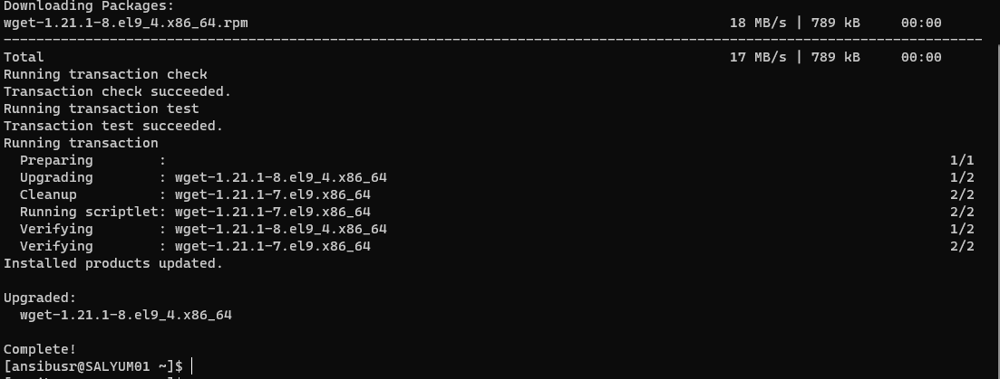 Downloading Packages:
wget-1.21.1-8.el9_4.x86_64.rpm 18 MB/s | 789 kB 00:00
--------------------------------------------------------------------------------
Total 17 MB/s | 789 kB 00:00
Running transaction check
Transaction check succeeded.
Running transaction test
Transaction test succeeded.
Running transaction
Preparing : 1/1
Upgrading : wget-1.21.1-8.el9_4.x86_64 1/2
Cleanup : wget-1.21.1-7.el9.x86_64 2/2
Running scriptlet: wget-1.21.1-7.el9.x86_64 2/2
Verifying : wget-1.21.1-8.el9_4.x86_64 1/2
Verifying : wget-1.21.1-7.el9.x86_64 2/2
Installed products updated.
Upgraded:
wget-1.21.1-8.el9_4.x86_64
Complete!
[ansibusr@SALYUM01 ~]$